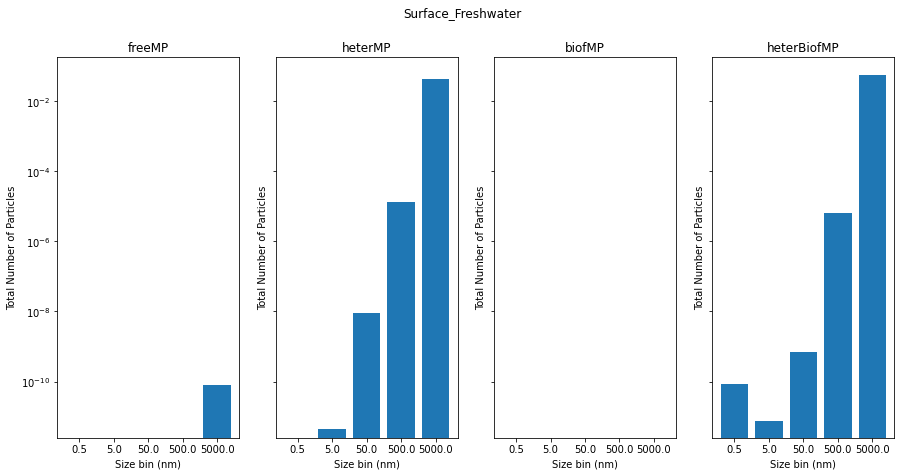 Surface_Freshwater
freeMP
heterMP
biofMP
heterBiofMP
Total Number of Particles
10⁻²
10⁻⁴
10⁻⁶
10⁻⁸
10⁻¹⁰
0.5 5.0 50.0 500.0 5000.0
Size bin (nm)
Total Number of Particles
0.5 5.0 50.0 500.0 5000.0
Size bin (nm)
Total Number of Particles
0.5 5.0 50.0 500.0 5000.0
Size bin (nm)
Total Number of Particles
0.5 5.0 50.0 500.0 5000.0
Size bin (nm)